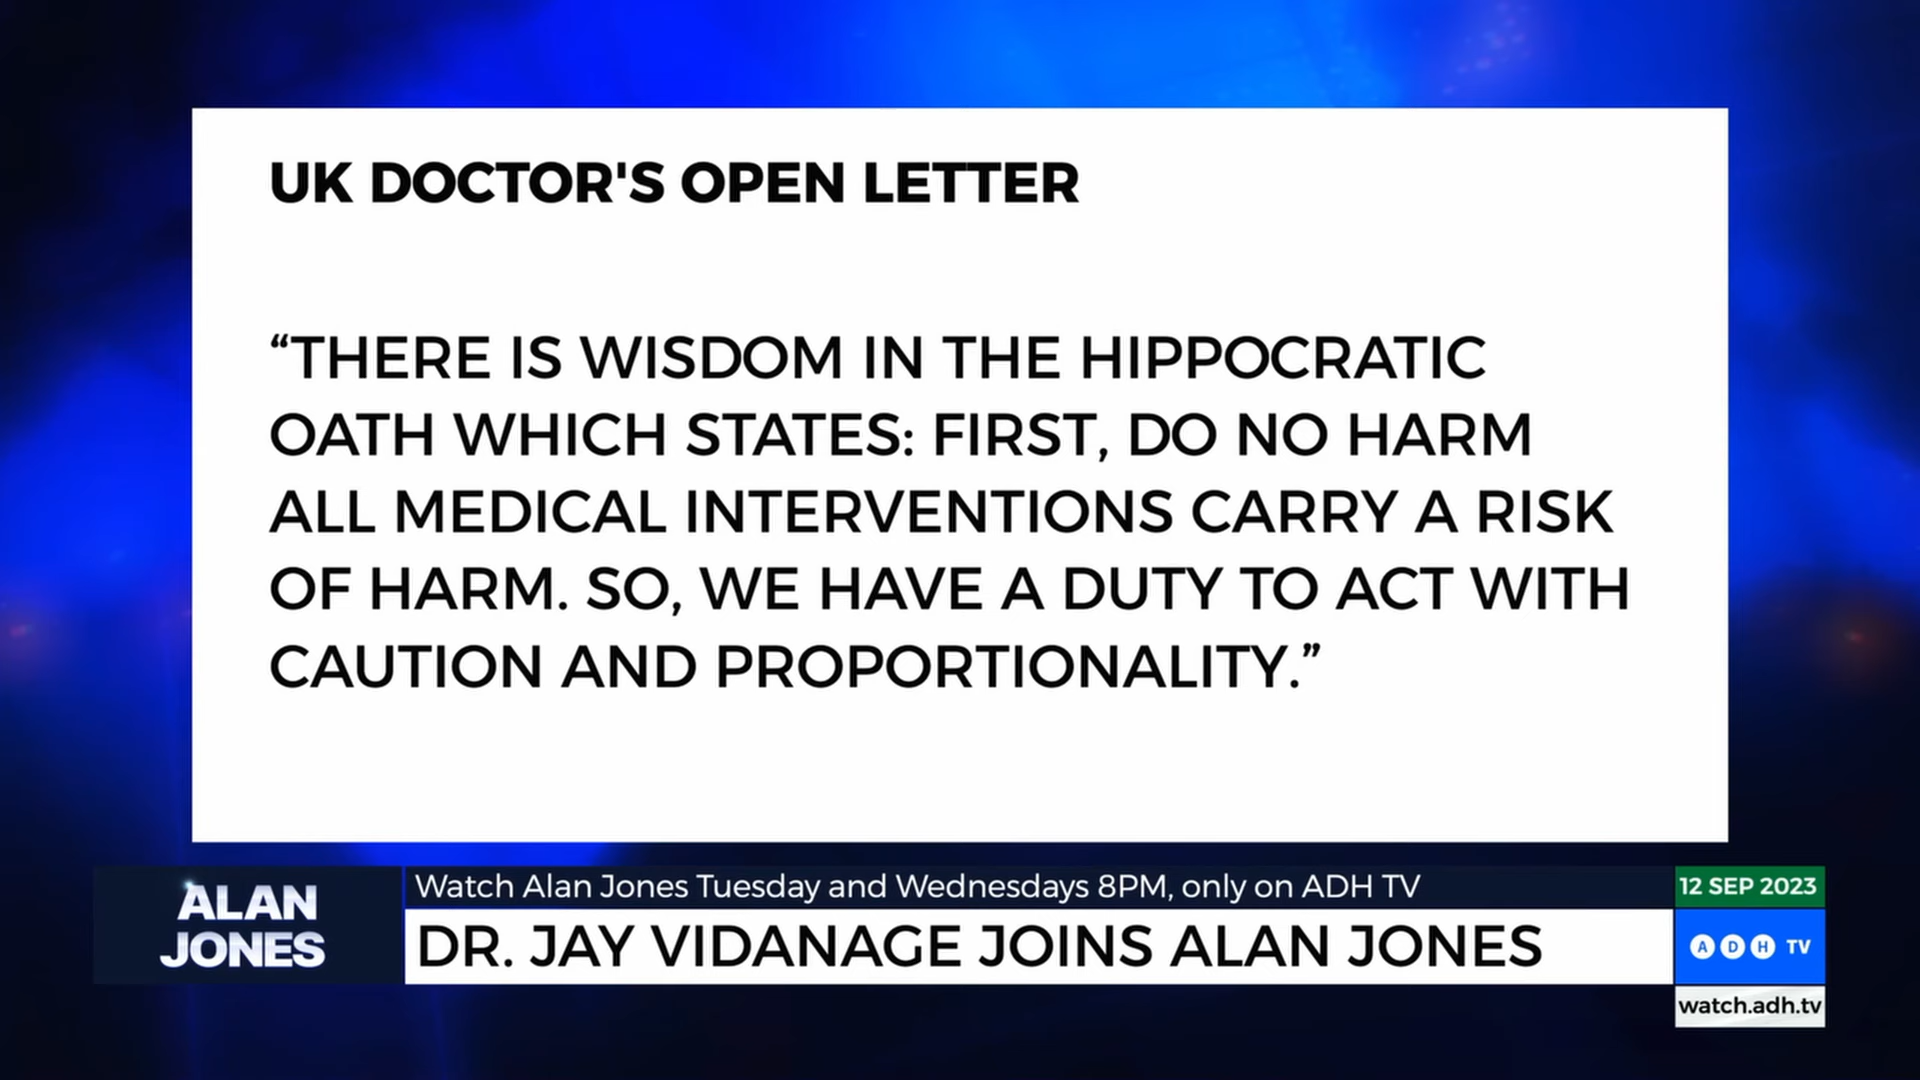 UK DOCTOR'S OPEN LETTER
“THERE IS WISDOM IN THE HIPPOCRATIC
OATH WHICH STATES: FIRST, DO NO HARM
ALL MEDICAL INTERVENTIONS CARRY A RISK
OF HARM. SO, WE HAVE A DUTY TO ACT WITH
CAUTION AND PROPORTIONALITY.”
ALAN
JONES
Watch Alan Jones Tuesday and Wednesdays 8PM, only on ADH TV
DR. JAY VIDANAGE JOINS ALAN JONES
12 SEP 2023
A D H TV
watch.adh.tv